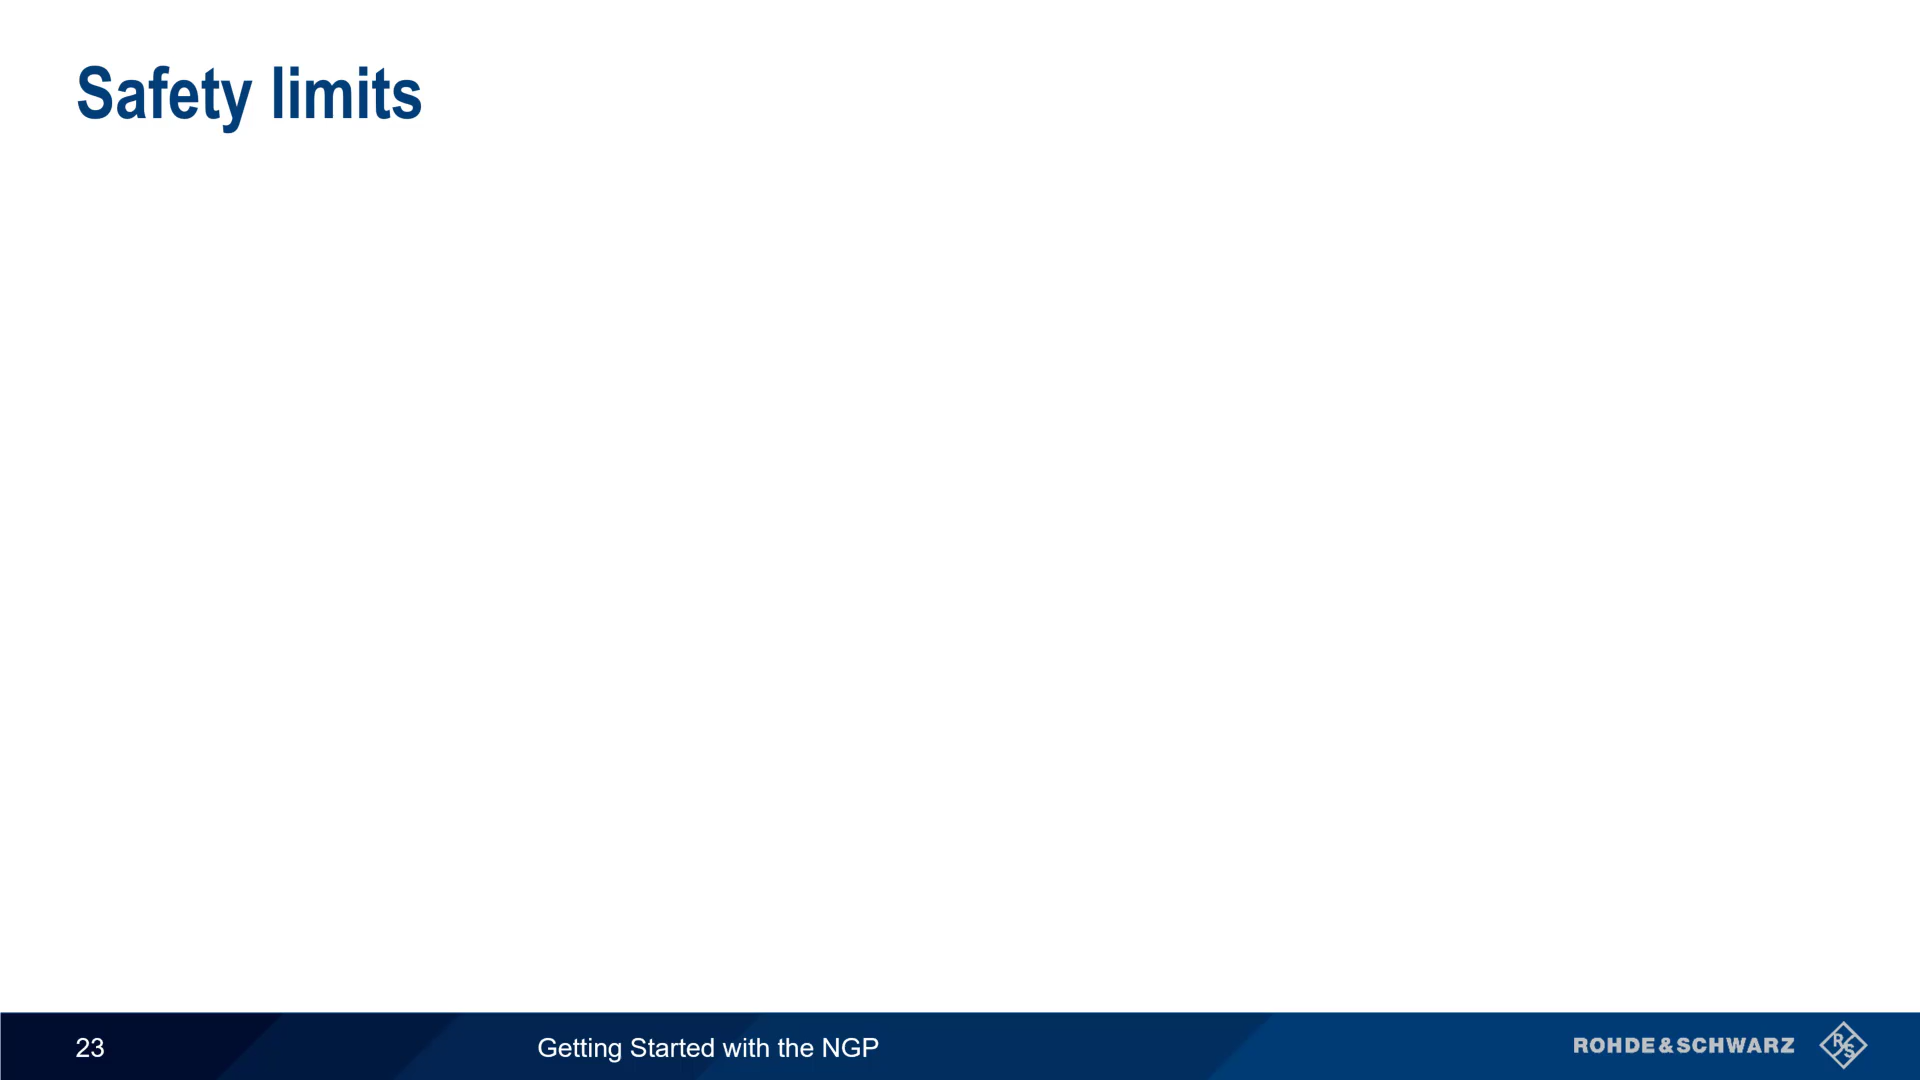 Safety limits
23
Getting Started with the NGP
ROHDE&SCHWARZ
R
S